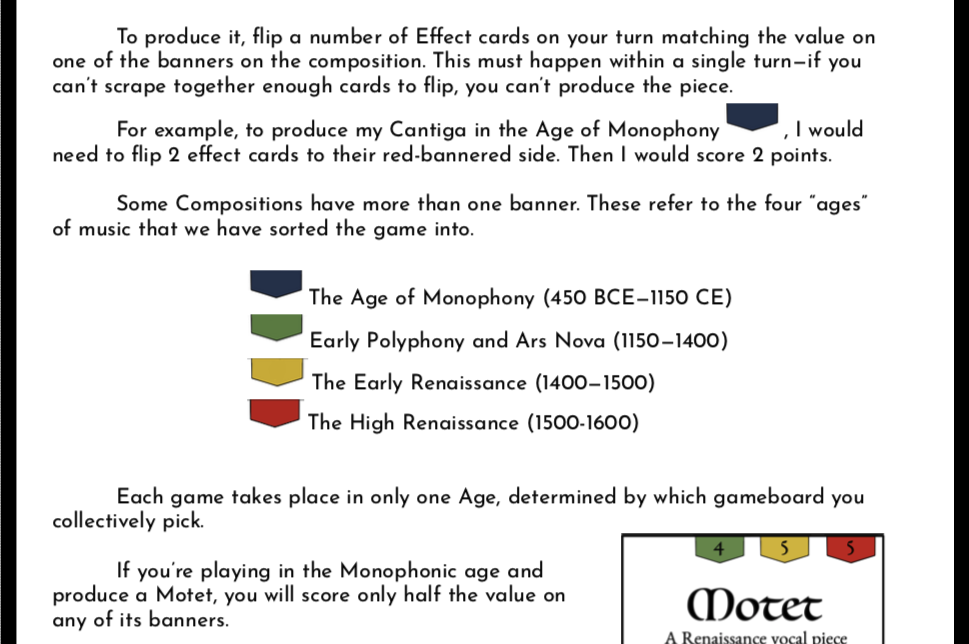 To produce it, flip a number of Effect cards on your turn matching the value on
one of the banners on the composition. This must happen within a single turn—if you
can't scrape together enough cards to flip, you can't produce the piece.
For example, to produce my Cantiga in the Age of Monophony , I would
need to flip 2 effect cards to their red-bannered side. Then I would score 2 points.
Some Compositions have more than one banner. These refer to the four "ages"
of music that we have sorted the game into.
The Age of Monophony (450 BCE—1150 CE)
Early Polyphony and Ars Nova (1150—1400)
The Early Renaissance (1400—1500)
The High Renaissance (1500-1600)
Each game takes place in only one Age, determined by which gameboard you
collectively pick.
If you're playing in the Monophonic age and
produce a Motet, you will score only half the value on
any of its banners.
4 5 5
Motet
A Renaissance vocal piece